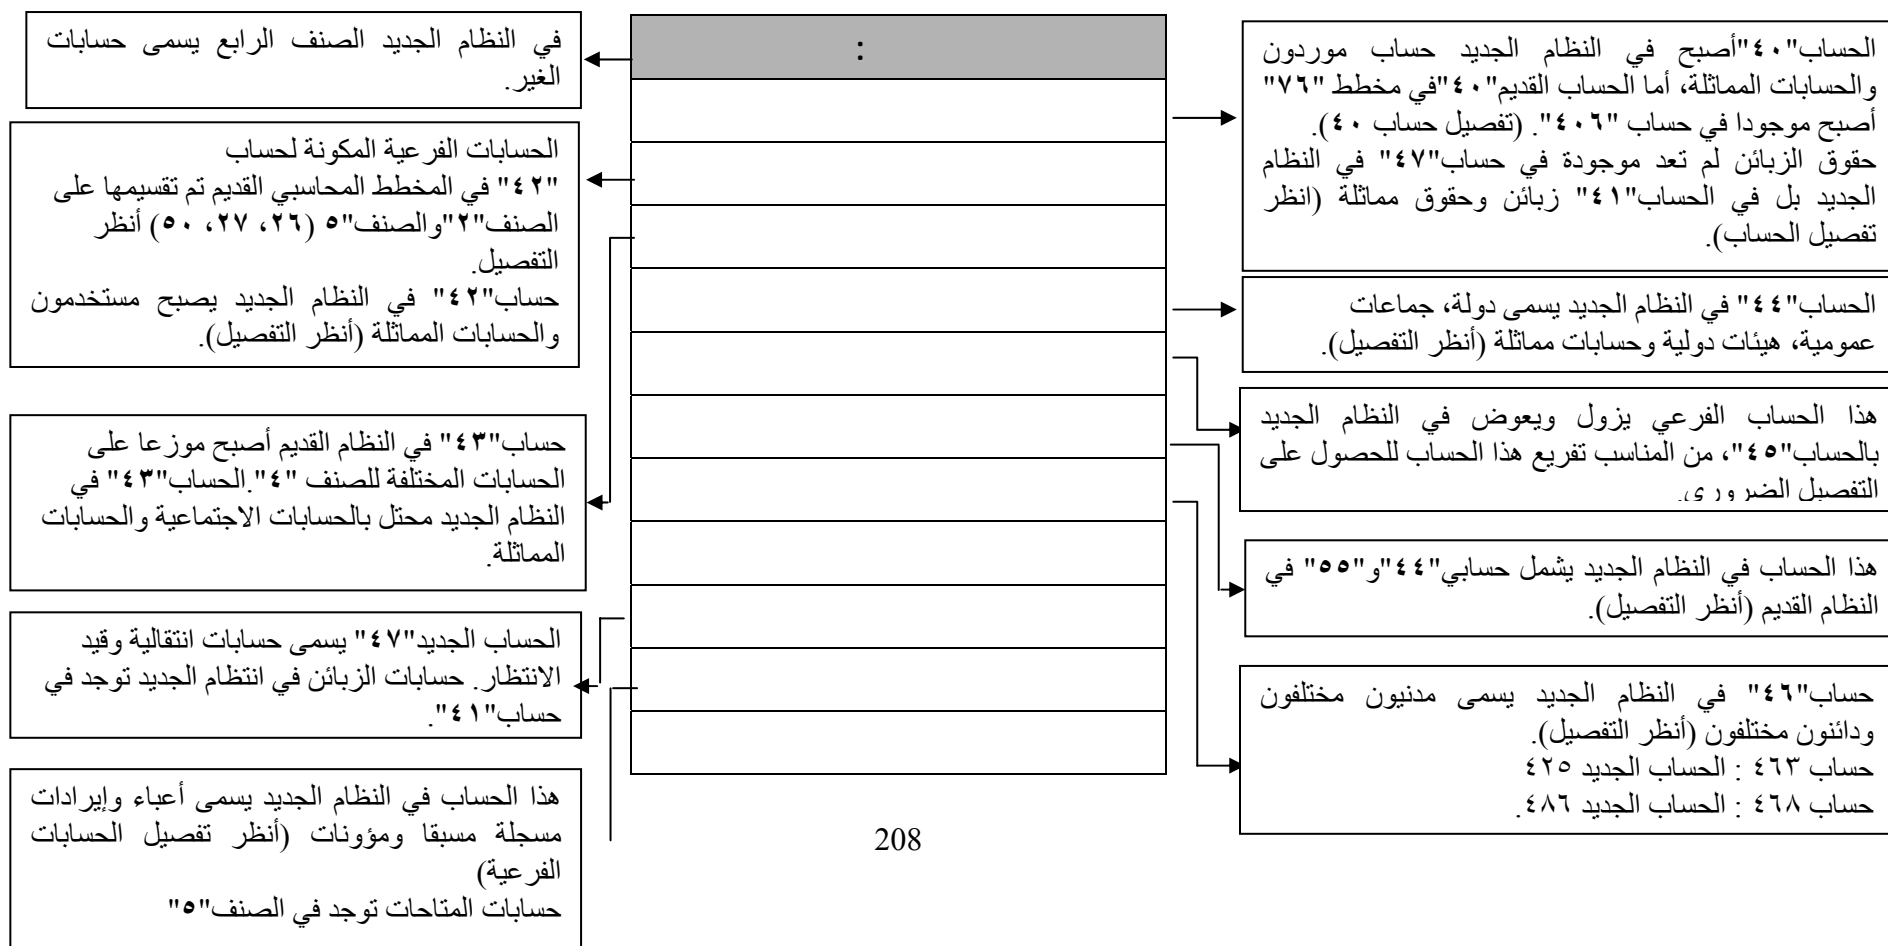 الحساب"٤٠"أصبح في النظام الجديد حساب موردون
والحسابات المماثلة، أما الحساب القديم"٤٠"في مخطط "٧٦"
أصبح موجودا في حساب "٤٠٦". (تفصيل حساب ٤٠).
حقوق الزبائن لم تعد موجودة في حساب"٤٧" في النظام
الجديد بل في الحساب"٤١" زبائن وحقوق مماثلة (انظر
تفصيل الحساب).
الحساب"٤٤" في النظام الجديد يسمى دولة، جماعات
عمومية، هيئات دولية وحسابات مماثلة (أنظر التفصيل).
هذا الحساب الفرعي يزول ويعوض في النظام الجديد
بالحساب"٤٥"، من المناسب تفريع هذا الحساب للحصول على
التفصيل الضروري.
هذا الحساب في النظام الجديد يشمل حسابي"٤٤"و"٥٥" في
النظام القديم (أنظر التفصيل).
حساب"٤٦" في النظام الجديد يسمى مدنيون مختلفون
ودائنون مختلفون (أنظر التفصيل).
حساب ٤٦٣ : الحساب الجديد ٤٢٥
حساب ٤٦٨ : الحساب الجديد ٤٨٦.
:
في النظام الجديد الصنف الرابع يسمى حسابات
الغير.
الحسابات الفرعية المكونة لحساب
"٤٢" في المخطط المحاسبي القديم تم تقسيمها على
الصنف"٢"والصنف"٥ (٢٦، ٢٧، ٥٠) أنظر
التفصيل.
حساب"٤٢" في النظام الجديد يصبح مستخدمون
والحسابات المماثلة (أنظر التفصيل).
حساب"٤٣" في النظام القديم أصبح موزعا على
الحسابات المختلفة للصنف "٤".الحساب"٤٣" في
النظام الجديد محتل بالحسابات الاجتماعية والحسابات
المماثلة.
الحساب الجديد"٤٧" يسمى حسابات انتقالية وقيد
الانتظار. حسابات الزبائن في انتظام الجديد توجد في
حساب"٤١".
هذا الحساب في النظام الجديد يسمى أعباء وإيرادات
مسجلة مسبقا ومؤونات (أنظر تفصيل الحسابات
الفرعية)
حسابات المتاحات توجد في الصنف"٥"
208